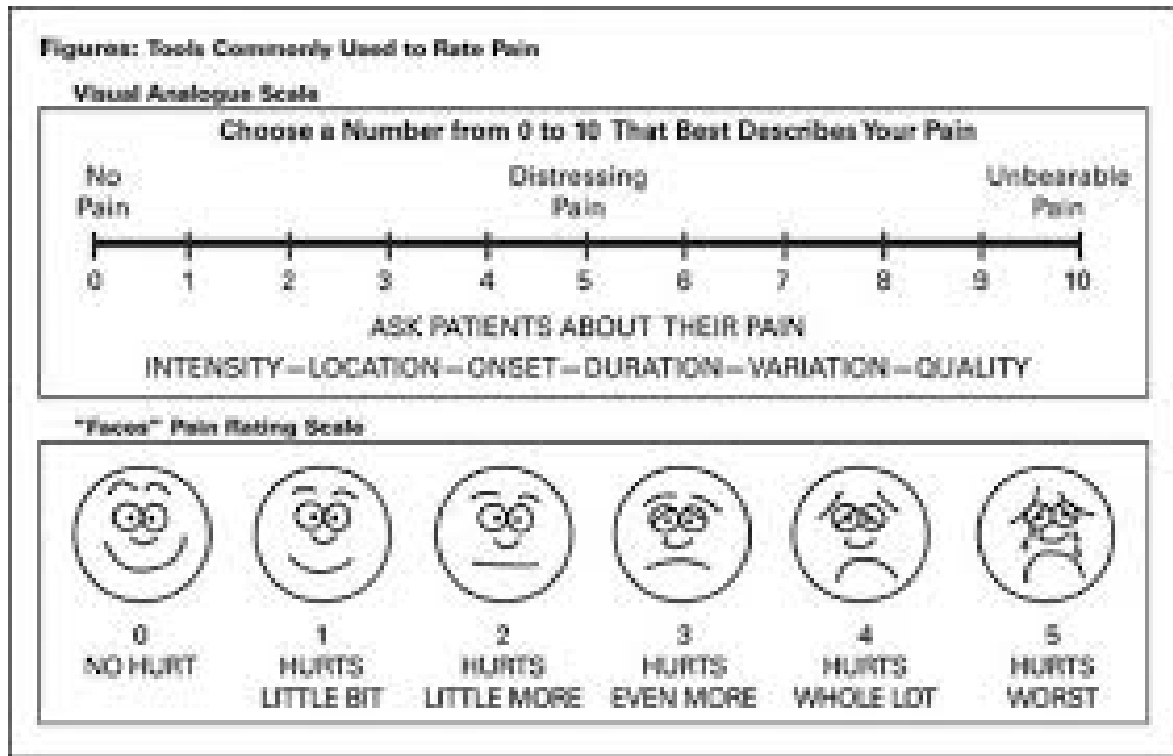 Figures: Tools Commonly Used to Rate Pain
Visual Analogue Scale
Choose a Number from 0 to 10 That Best Describes Your Pain
No Pain
Distressing Pain
Unbearable Pain
0 1 2 3 4 5 6 7 8 9 10
ASK PATIENTS ABOUT THEIR PAIN
INTENSITY–LOCATION–ONSET–DURATION–VARIATION–QUALITY
"Faces" Pain Rating Scale
0 1 2 3 4 5
NO HURT HURTS HURTS HURTS HURTS HURTS
LITTLE BIT LITTLE MORE EVEN MORE WHOLE LOT WORST